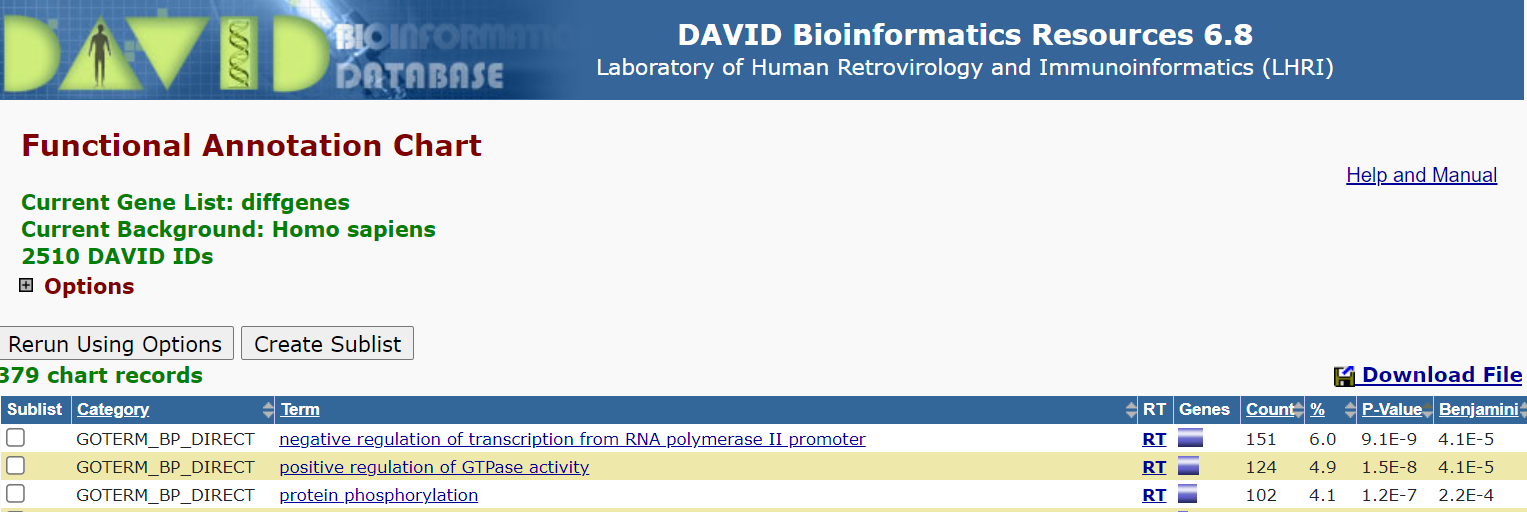 DAVID BIOINFORMATICS DATABASE
DAVID Bioinformatics Resources 6.8
Laboratory of Human Retrovirology and Immunoinformatics (LHRI)
Functional Annotation Chart
Help and Manual
Current Gene List: diffgenes
Current Background: Homo sapiens
2510 DAVID IDs
Options
Rerun Using Options Create Sublist
379 chart records
Download File
Sublist Category Term RT Genes Count % P-Value Benjamini
GOTERM_BP_DIRECT negative regulation of transcription from RNA polymerase II promoter RT 151 6.0 9.1E-9 4.1E-5
GOTERM_BP_DIRECT positive regulation of GTPase activity RT 124 4.9 1.5E-8 4.1E-5
GOTERM_BP_DIRECT protein phosphorylation RT 102 4.1 1.2E-7 2.2E-4